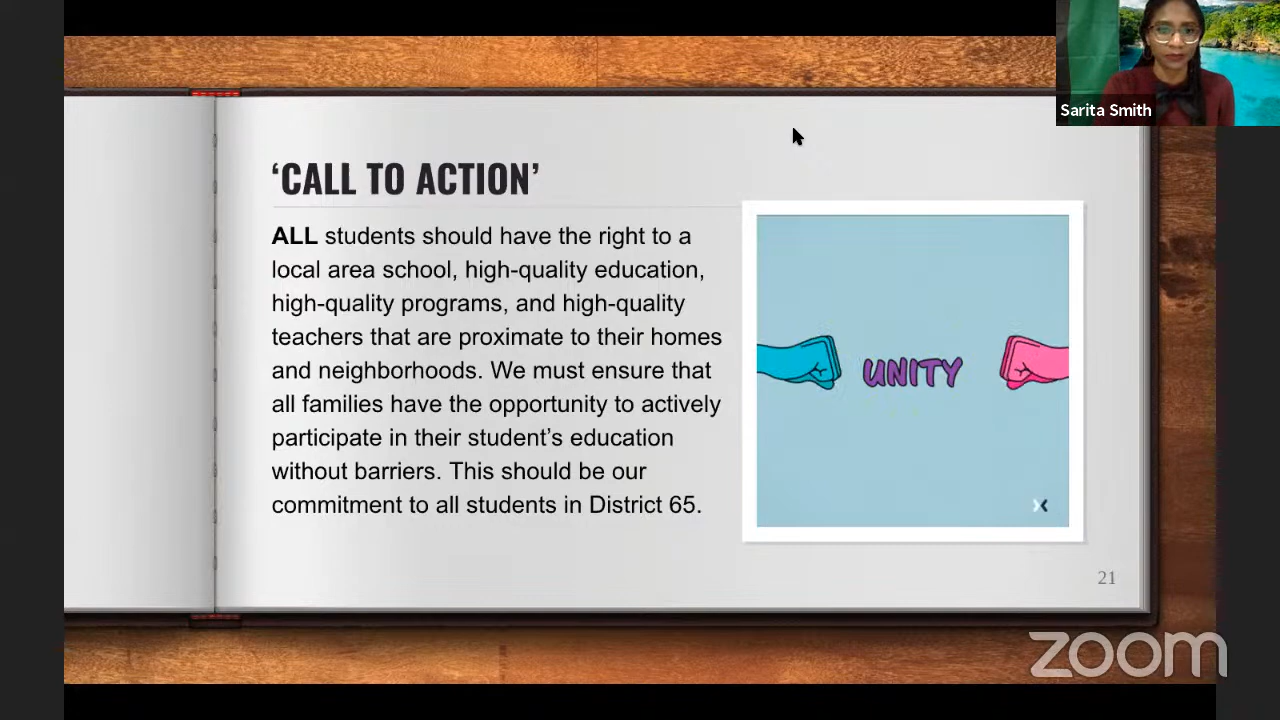 Sarita Smith
‘CALL TO ACTION’
ALL students should have the right to a
local area school, high-quality education,
high-quality programs, and high-quality
teachers that are proximate to their homes
and neighborhoods. We must ensure that
all families have the opportunity to actively
participate in their student’s education
without barriers. This should be our
commitment to all students in District 65.
UNITY
21
zoom